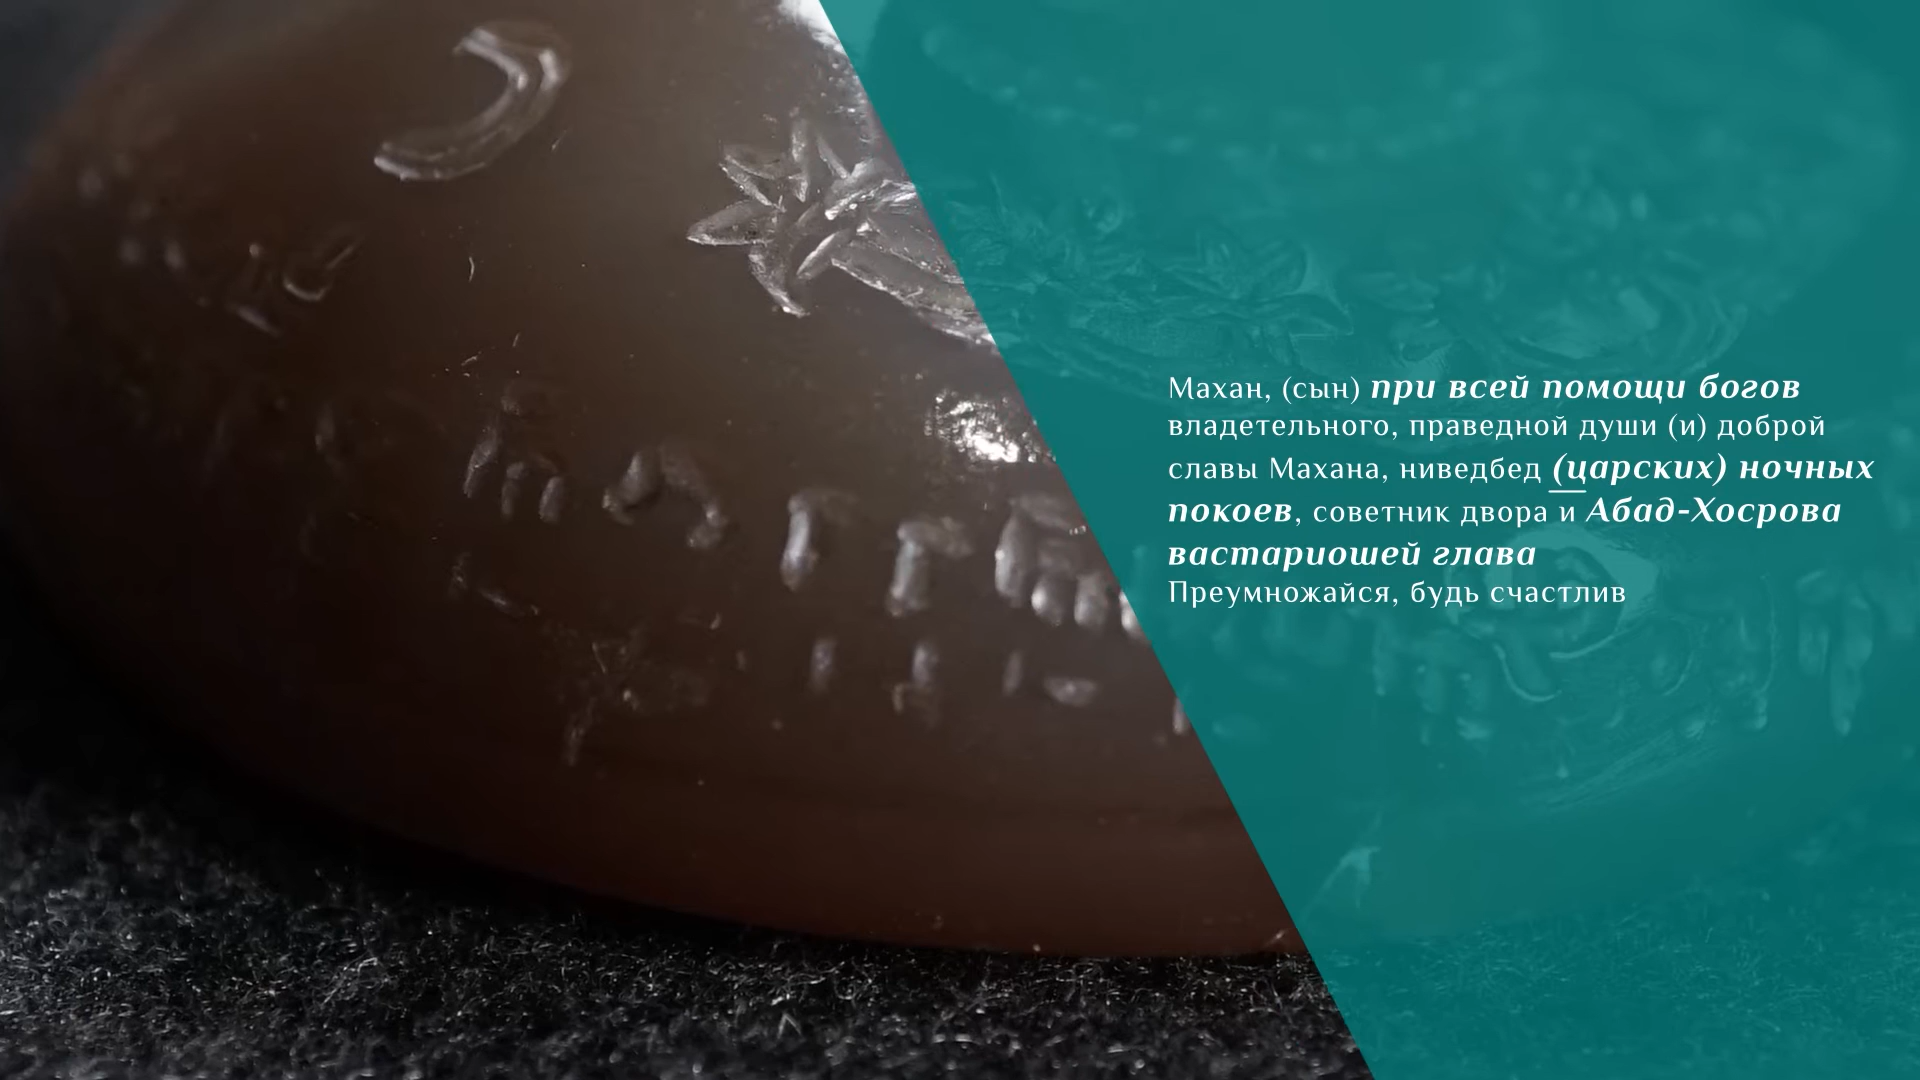 Махан, (сын) при всей помощи богов
владетельного, праведной души (и) доброй
славы Махана, ниведбед (царских) ночных
покоев, советник двора и Абад-Хосрова
вастариошей глава
Преумножайся, будь счастлив